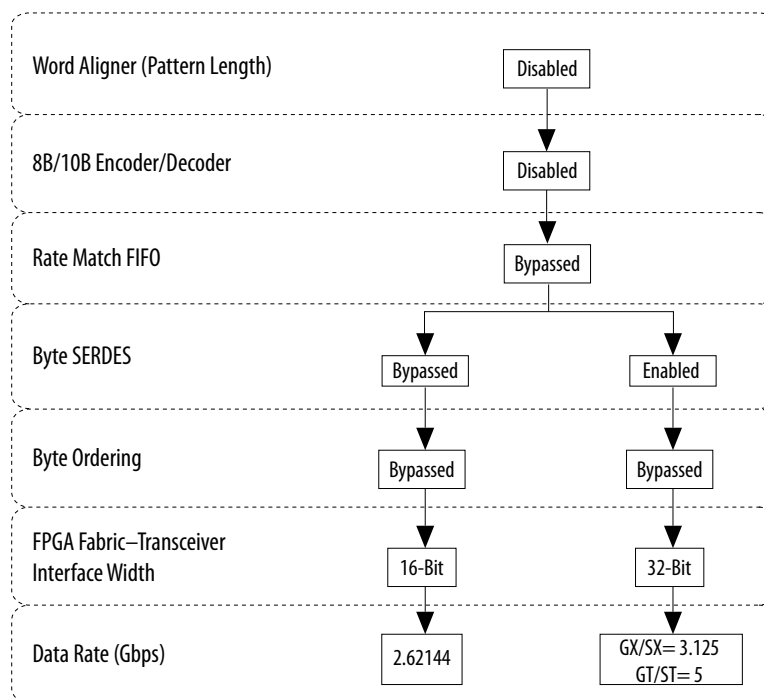 Word Aligner (Pattern Length)
Disabled
8B/10B Encoder/Decoder
Disabled
Rate Match FIFO
Bypassed
Byte SERDES
Bypassed
Enabled
Byte Ordering
Bypassed
Bypassed
FPGA Fabric–Transceiver
Interface Width
16-Bit
32-Bit
Data Rate (Gbps)
2.62144
GX/SX= 3.125
GT/ST= 5